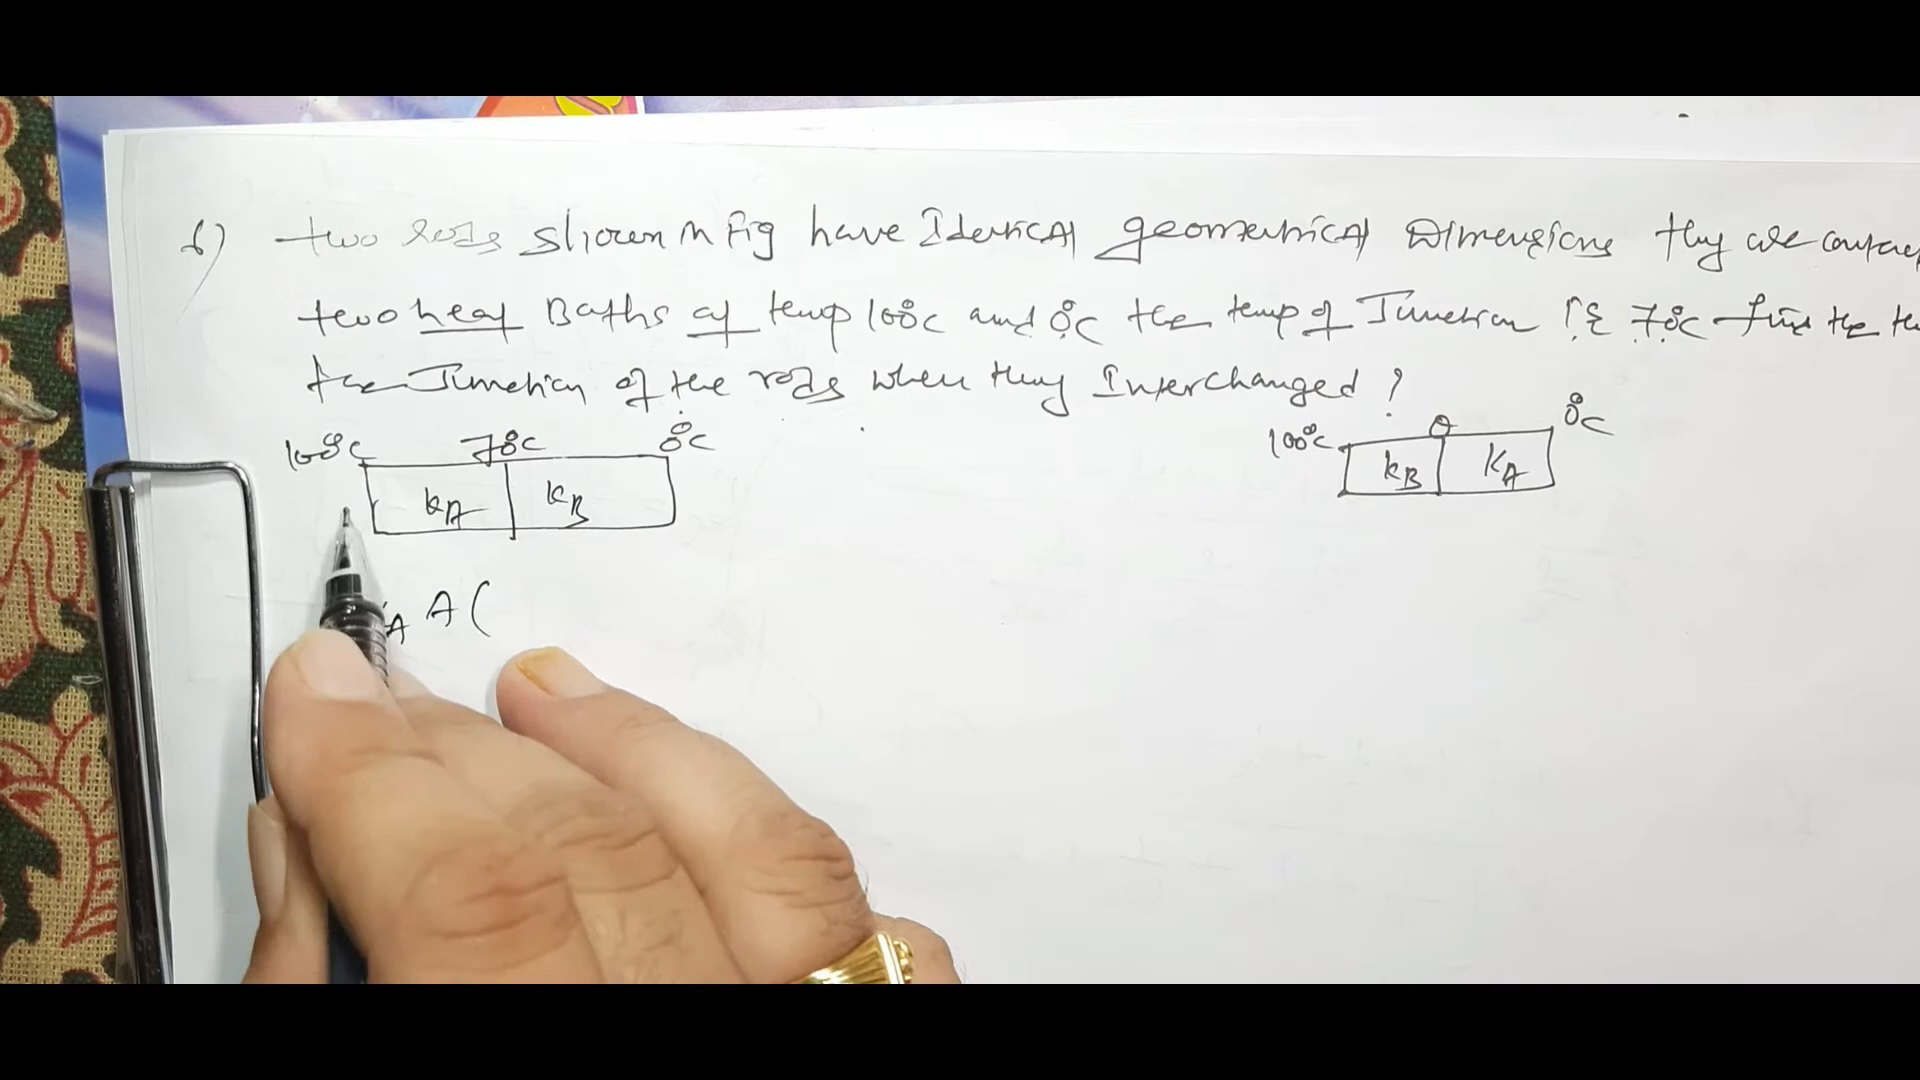 6) two rods shown in fig have Identical geometrical Dimensions they are
two heat Baths of temp 100°C and 0°C the temp of Junction is 70°C find the
the Junction of the rods when they Interchanged ?
100°C 70°C 0°C
KA KB
100°C θ 0°C
KB KA
A A (